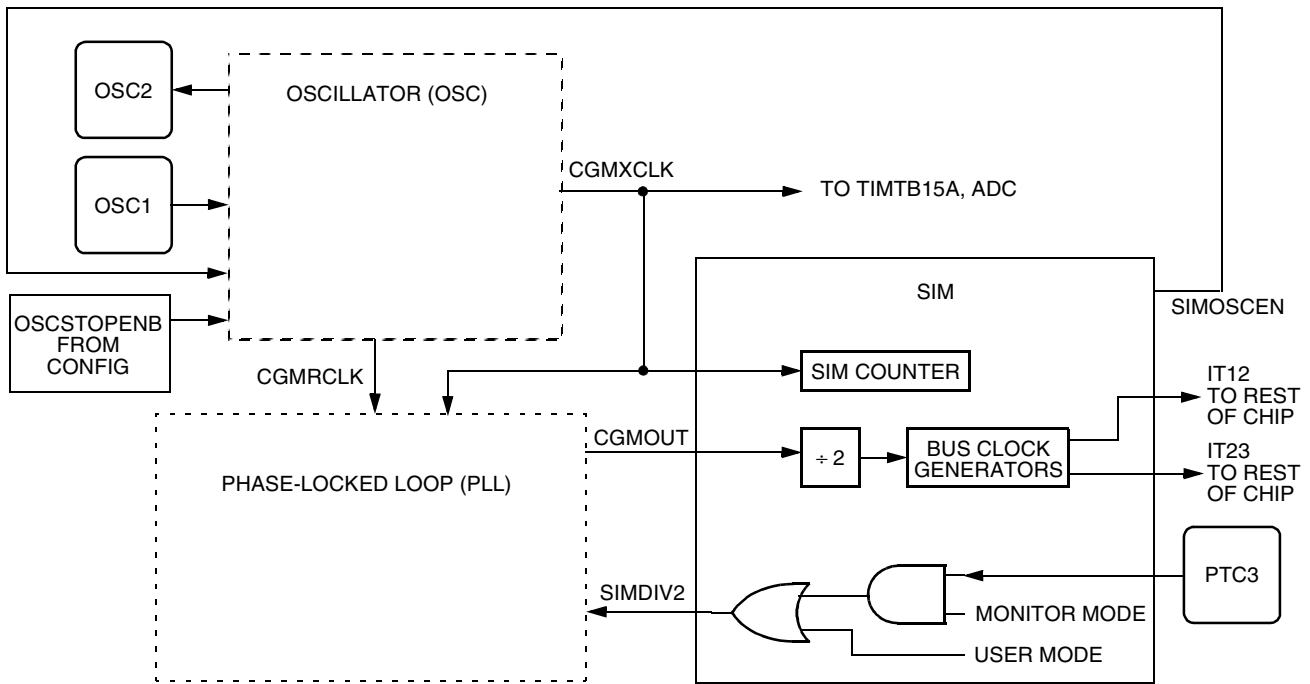 OSC2
OSCILLATOR (OSC)
CGMXCLK
TO TIMTB15A, ADC
OSC1
OSCSTOPENB
FROM
CONFIG
CGMRCLK
SIM
SIMOSCEN
SIM COUNTER
IT12
TO REST
OF CHIP
CGMOUT
÷ 2
BUS CLOCK
GENERATORS
IT23
TO REST
OF CHIP
PHASE-LOCKED LOOP (PLL)
SIMDIV2
PTC3
MONITOR MODE
USER MODE